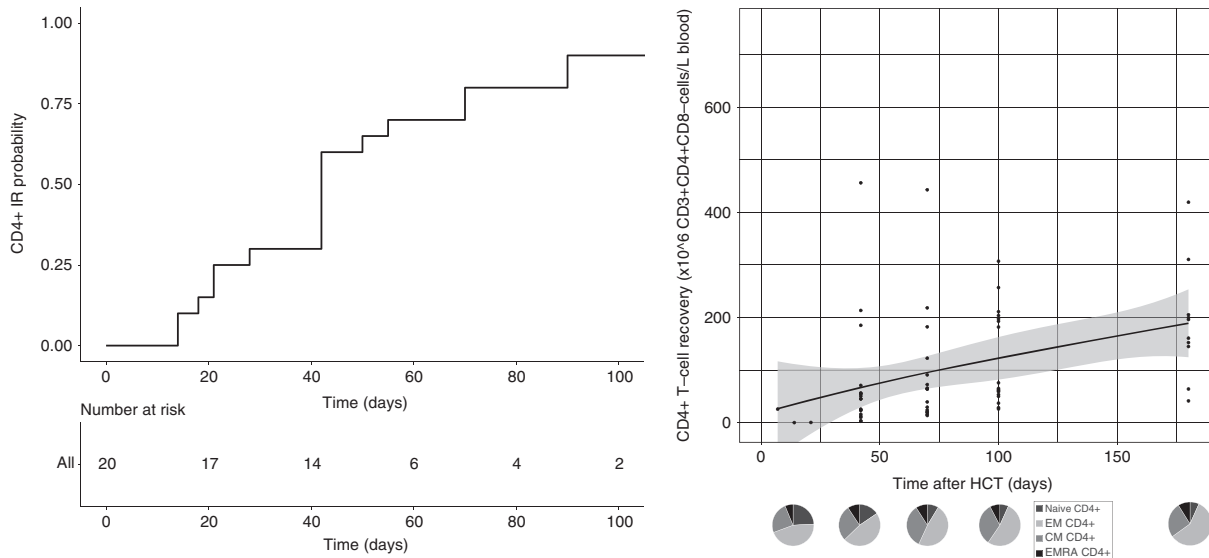 CD4+ IR probability
1.00
0.75
0.50
0.25
0.00
0 20 40 60 80 100
Time (days)
Number at risk
All 20 17 14 6 4 2
0 20 40 60 80 100
Time (days)
CD4+ T–cell recovery (x10^6 CD3+CD4+CD8–cells/L blood)
600
400
200
0
0 50 100 150
Time after HCT (days)
Naive CD4+
EM CD4+
CM CD4+
EMRA CD4+